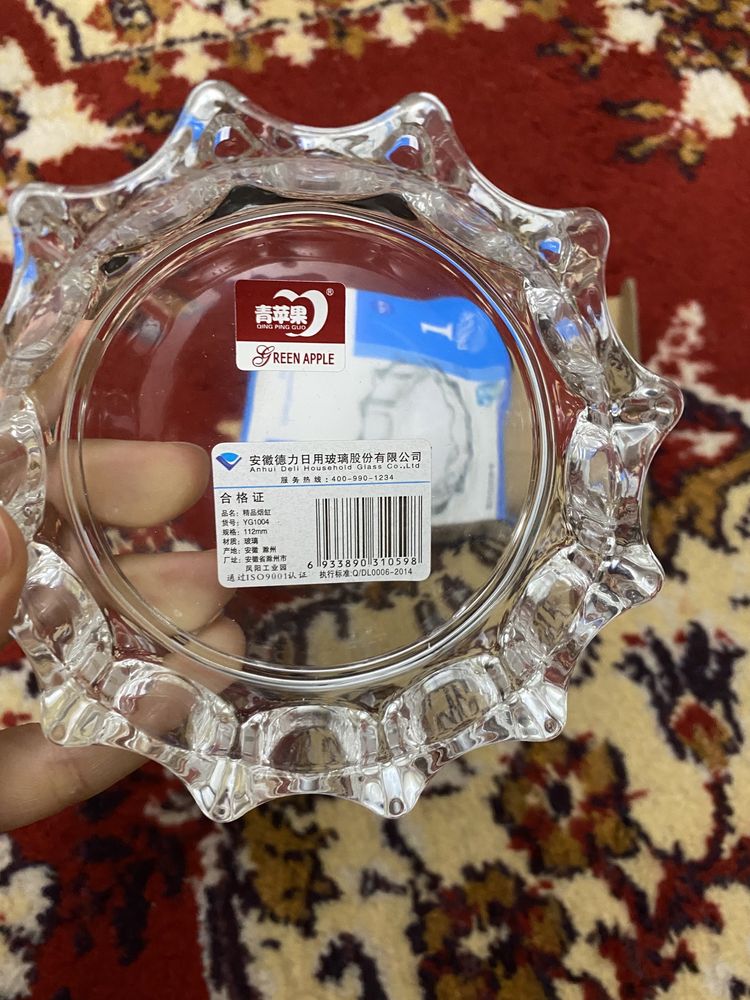 青苹果®
QING PING GUO
GREEN APPLE
1
安徽德力日用玻璃股份有限公司
Anhui Deli Household Glass Co.,Ltd
服务热线:400-990-1234
合格证
品名: 精品烟缸
货号: YG1004
规格: 112mm
材质: 玻璃
产地: 安徽 滁州
厂址: 安徽省滁州市
凤阳工业园
通过ISO9001认证
6 933890 310598
执行标准:Q/DL0006-2014